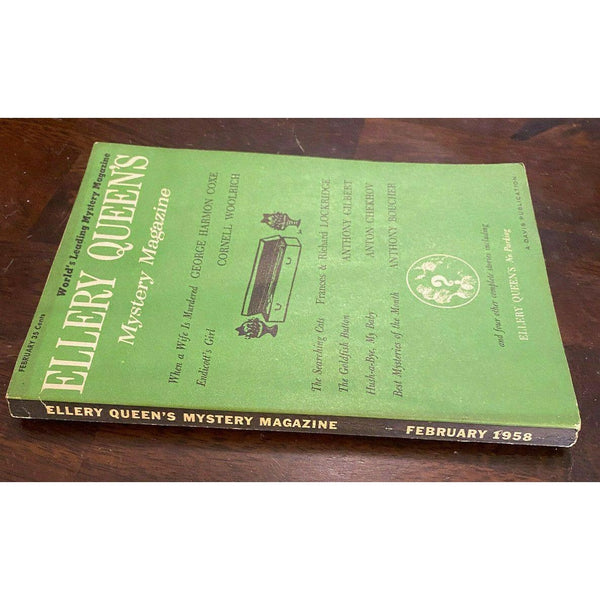 FEBRUARY 35 Cents
World's Leading Mystery Magazine
ELLERY QUEEN'S
Mystery Magazine
When a Wife Is Murdered GEORGE HARMON COXE
Endicott's Girl CORNELL WOOLRICH
The Searching Cats Frances & Richard LOCKRIDGE
The Goldfish Button ANTHONY GILBERT
Hush-a-Bye, My Baby ANTON CHEKHOV
Best Mysteries of the Month ANTHONY BOUCHER
and four other complete stories including
ELLERY QUEEN'S No Parking
A DAVIS PUBLICATION
ELLERY QUEEN'S MYSTERY MAGAZINE FEBRUARY 1958